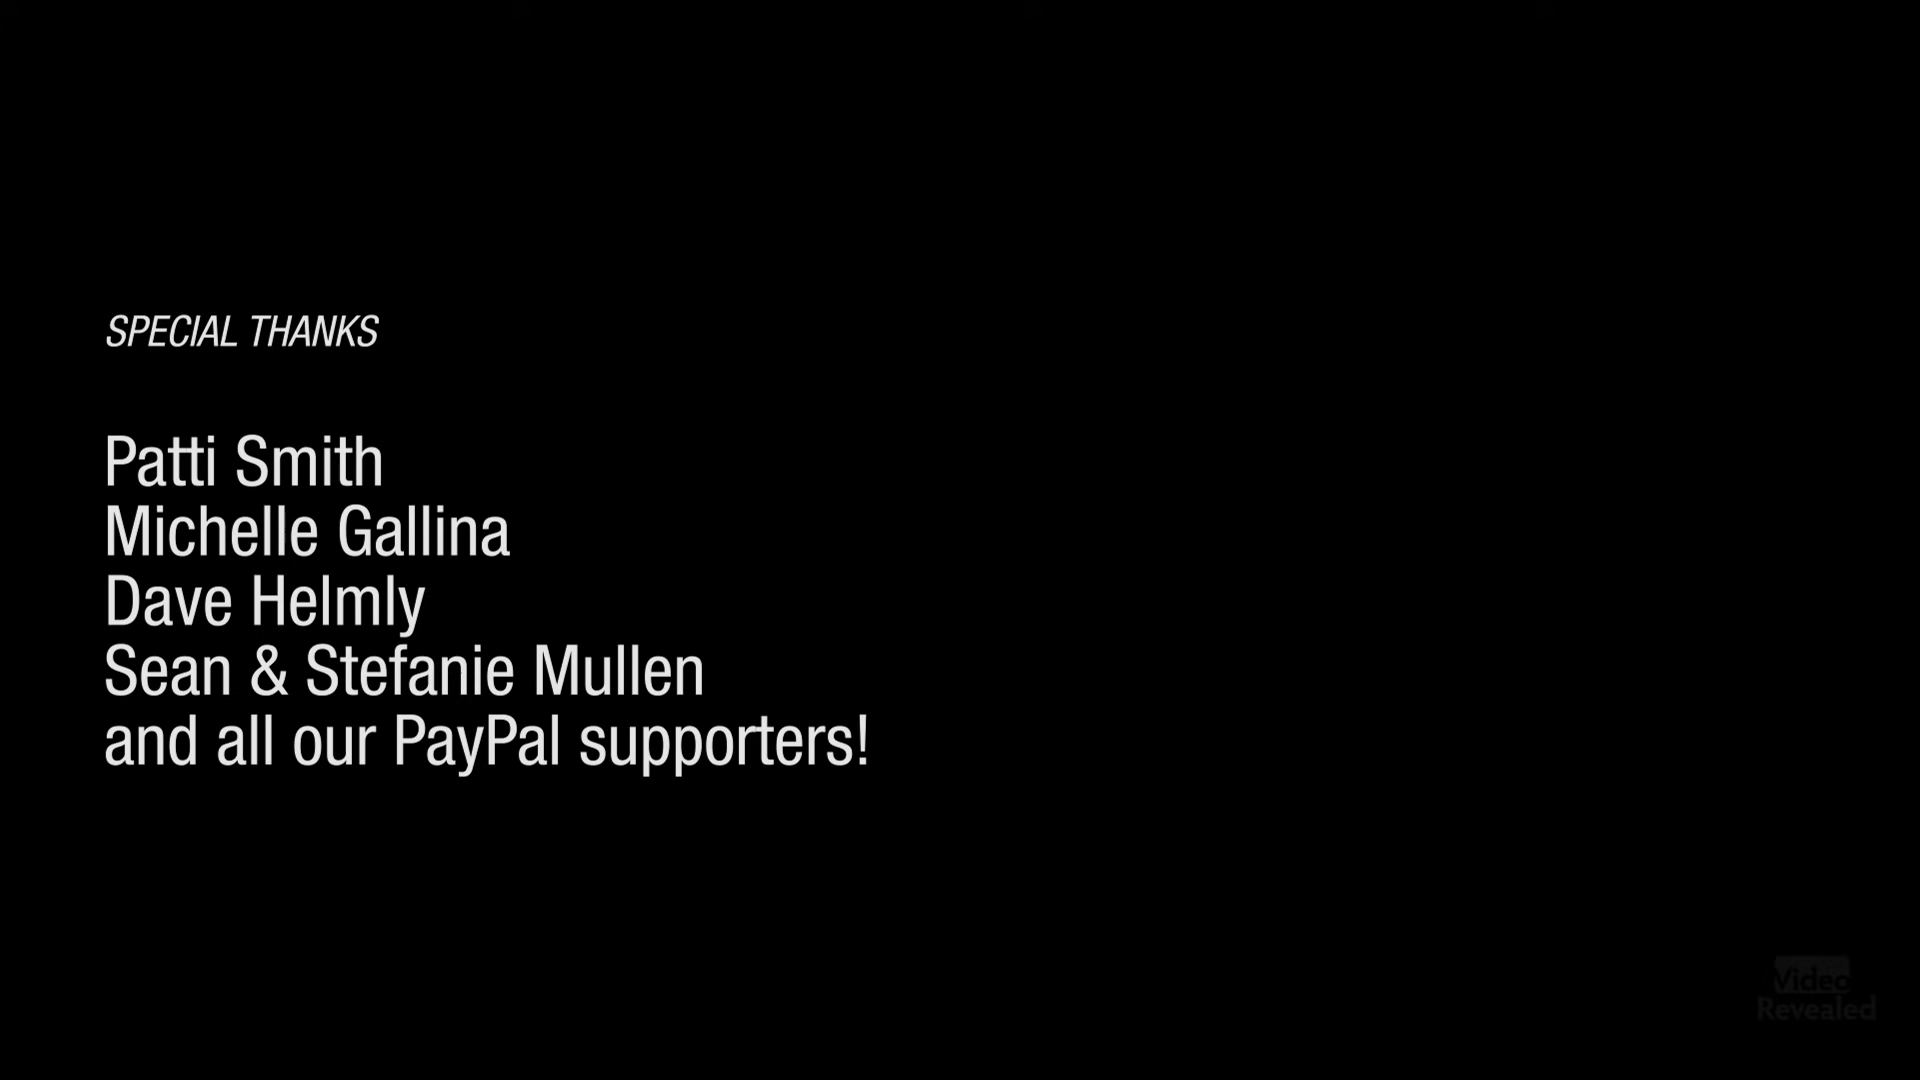 SPECIAL THANKS
Patti Smith
Michelle Gallina
Dave Helmly
Sean & Stefanie Mullen
and all our PayPal supporters!
Video
Revealed